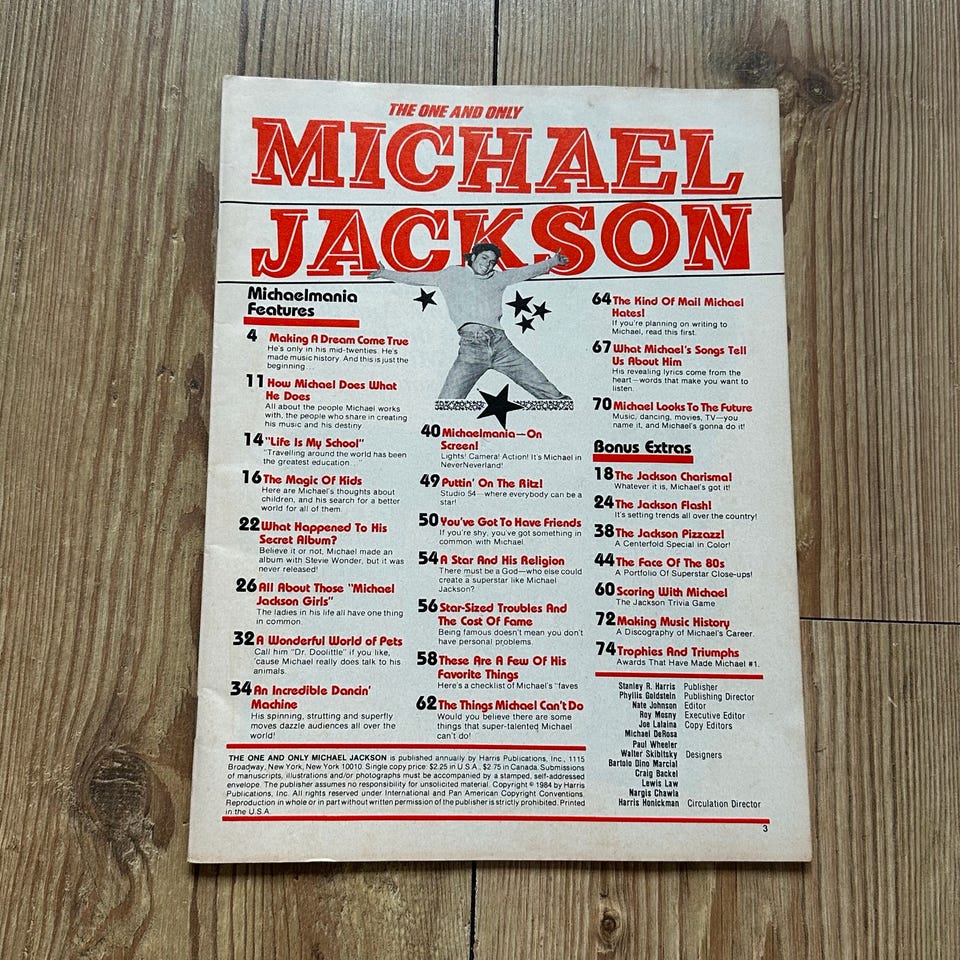 THE ONE AND ONLY
MICHAEL
JACKSON
Michaelmania
Features
4 Making A Dream Come True
He's only in his mid-twenties. He's
made music history. And this is just the
beginning...
11 How Michael Does What
He Does
All about the people Michael works
with, the people who share in creating
his music and his destiny
14 "Life Is My School"
"Travelling around the world has been
the greatest education..."
16 The Magic Of Kids
Here are Michael's thoughts about
children, and his search for a better
world for all of them.
22 What Happened To His
Secret Album?
Believe it or not, Michael made an
album with Stevie Wonder, but it was
never released!
26 All About Those "Michael
Jackson Girls"
The ladies in his life all have one thing
in common.
32 A Wonderful World of Pets
Call him "Dr. Doolittle" if you like,
'cause Michael really does talk to his
animals.
34 An Incredible Dancin'
Machine
His spinning, strutting and superfly
moves dazzle audiences all over the
world!
40 Michaelmania—On
Screen!
Lights! Camera! Action! It's Michael in
NeverNeverland!
49 Puttin' On The Ritz!
Studio 54—where everybody can be a
star!
50 You've Got To Have Friends
If you're shy, you've got something in
common with Michael.
54 A Star And His Religion
There must be a God—who else could
create a superstar like Michael
Jackson?
56 Star-Sized Troubles And
The Cost Of Fame
Being famous doesn't mean you don't
have personal problems.
58 These Are A Few Of His
Favorite Things
Here's a checklist of Michael's "faves
62 The Things Michael Can't Do
Would you believe there are some
things that super-talented Michael
can't do!
64 The Kind Of Mail Michael
Hates!
If you're planning on writing to
Michael, read this first.
67 What Michael's Songs Tell
Us About Him
His revealing lyrics come from the
heart—words that make you want to
listen.
70 Michael Looks To The Future
Music, dancing, movies, TV—you
name it, and Michael's gonna do it!
Bonus Extras
18 The Jackson Charisma!
Whatever it is, Michael's got it!
24 The Jackson Flash!
It's setting trends all over the country!
38 The Jackson Pizzazz!
A Centerfold Special in Color!
44 The Face Of The 80s
A Portfolio Of Superstar Close-ups!
60 Scoring With Michael
The Jackson Trivia Game
72 Making Music History
A Discography of Michael's Career.
74 Trophies And Triumphs
Awards That Have Made Michael #1.
Stanley R. Harris Publisher
Phyllis Goldstein Publishing Director
Nate Johnson Editor
Roy Mosny Executive Editor
Joe Lalaina Copy Editors
Michael DeRosa
Paul Wheeler
Walter Skibitsky Designers
Bartolo Dino Marcial
Craig Backel
Lewis Law
Nargis Chawla
Harris Honickman Circulation Director
THE ONE AND ONLY MICHAEL JACKSON is published annually by Harris Publications, Inc., 1115
Broadway, New York, New York 10010. Single copy price: $2.25 in U.S.A., $2.75 in Canada. Submissions
of manuscripts, illustrations and/or photographs must be accompanied by a stamped, self-addressed
envelope. The publisher assumes no responsibility for unsolicited material. Copyright © 1984 by Harris
Publications, Inc. All rights reserved under International and Pan American Copyright Conventions.
Reproduction in whole or in part without written permission of the publisher is strictly prohibited. Printed
in the U.S.A.
3